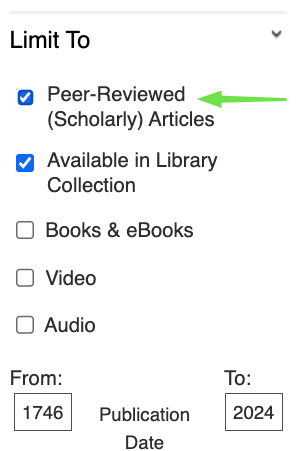 Limit To
Peer-Reviewed
(Scholarly) Articles
Available in Library
Collection
Books & eBooks
Video
Audio
From: To:
1746 Publication 2024
Date